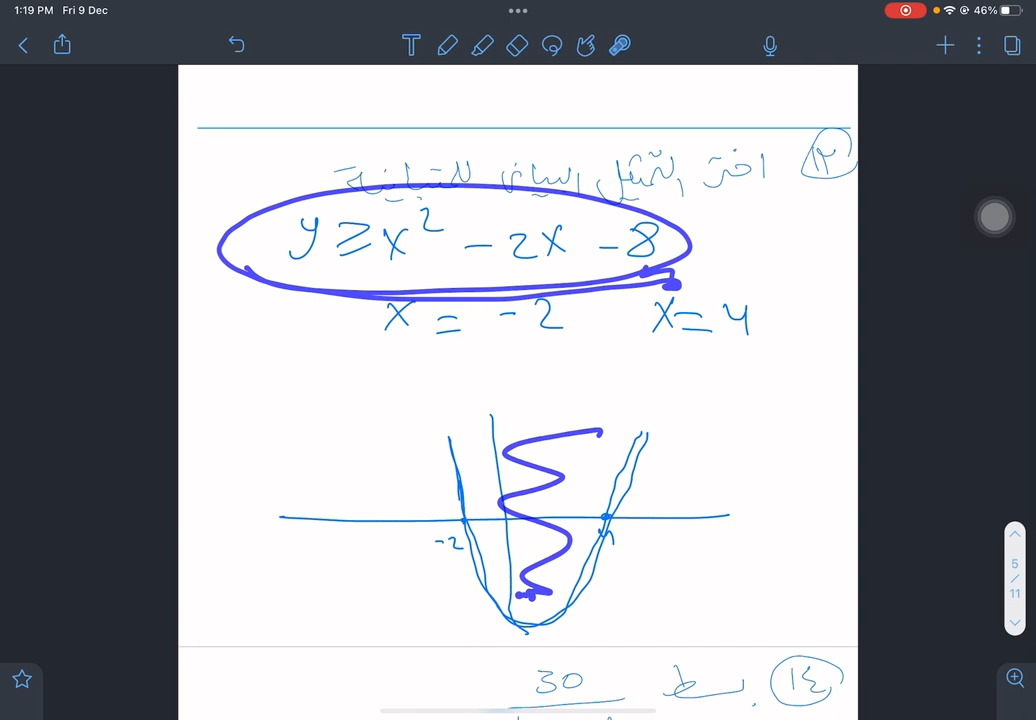 1:19 PM Fri 9 Dec
46%
١٣ اختر التمثيل البياني للمتباينة
y ≥ x² - 2x - 8
x = -2 x = 4
-2 4
5 / 11
١٤
30